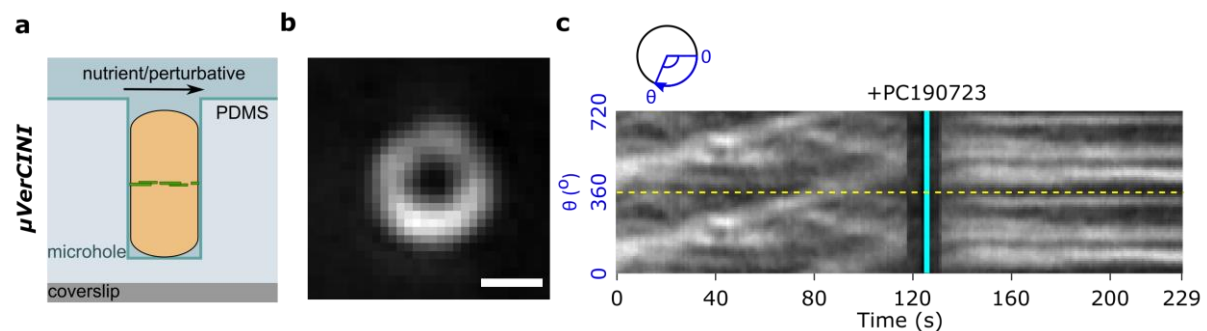 a
nutrient/perturbative
PDMS
microhole
coverslip
μVerCINI
b
c
0
θ
+PC190723
720
360
0
θ (º)
0
40
80
120
160
200
229
Time (s)